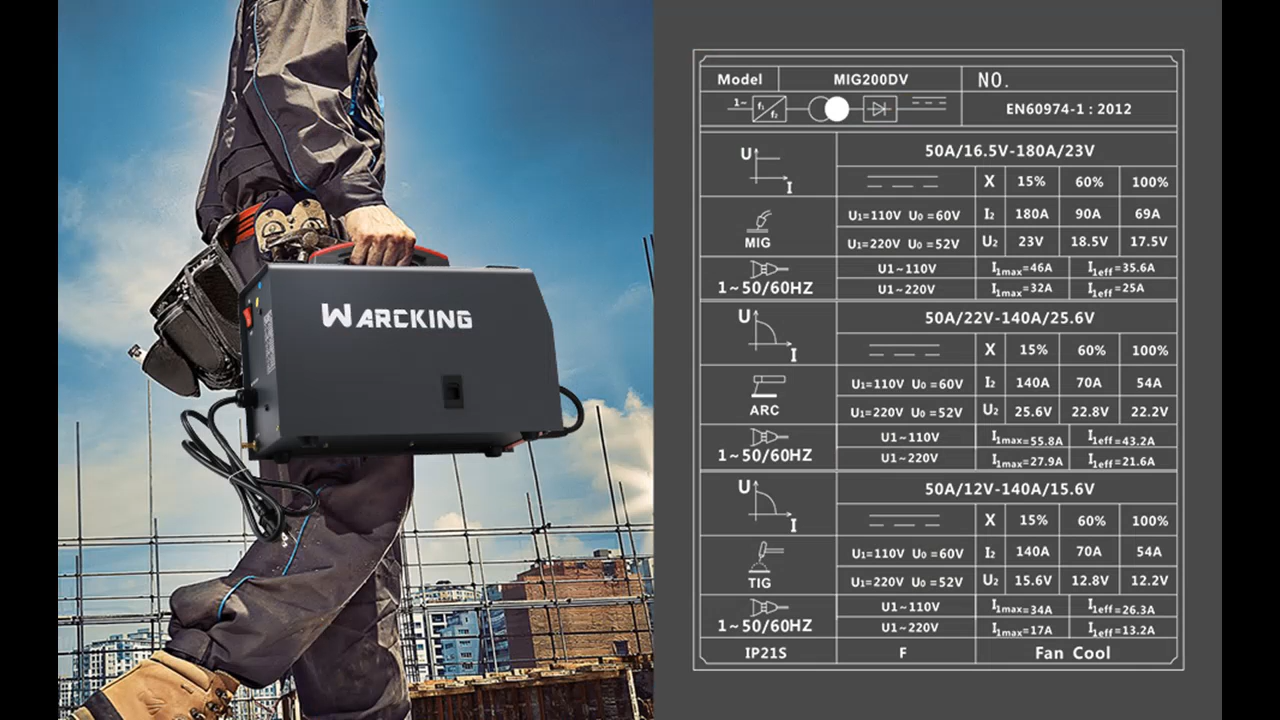 WARCKING
Model MIG200DV NO.
1~ f₁ f₂ EN60974-1 : 2012
U I 50A/16.5V-180A/23V
X 15% 60% 100%
MIG U₁=110V U₀=60V I₂ 180A 90A 69A
U₁=220V U₀=52V U₂ 23V 18.5V 17.5V
1~50/60HZ U1~110V I₁max=46A I₁eff=35.6A
U1~220V I₁max=32A I₁eff=25A
U I 50A/22V-140A/25.6V
X 15% 60% 100%
ARC U₁=110V U₀=60V I₂ 140A 70A 54A
U₁=220V U₀=52V U₂ 25.6V 22.8V 22.2V
1~50/60HZ U1~110V I₁max=55.8A I₁eff=43.2A
U1~220V I₁max=27.9A I₁eff=21.6A
U I 50A/12V-140A/15.6V
X 15% 60% 100%
TIG U₁=110V U₀=60V I₂ 140A 70A 54A
U₁=220V U₀=52V U₂ 15.6V 12.8V 12.2V
1~50/60HZ U1~110V I₁max=34A I₁eff=26.3A
U1~220V I₁max=17A I₁eff=13.2A
IP21S F Fan Cool